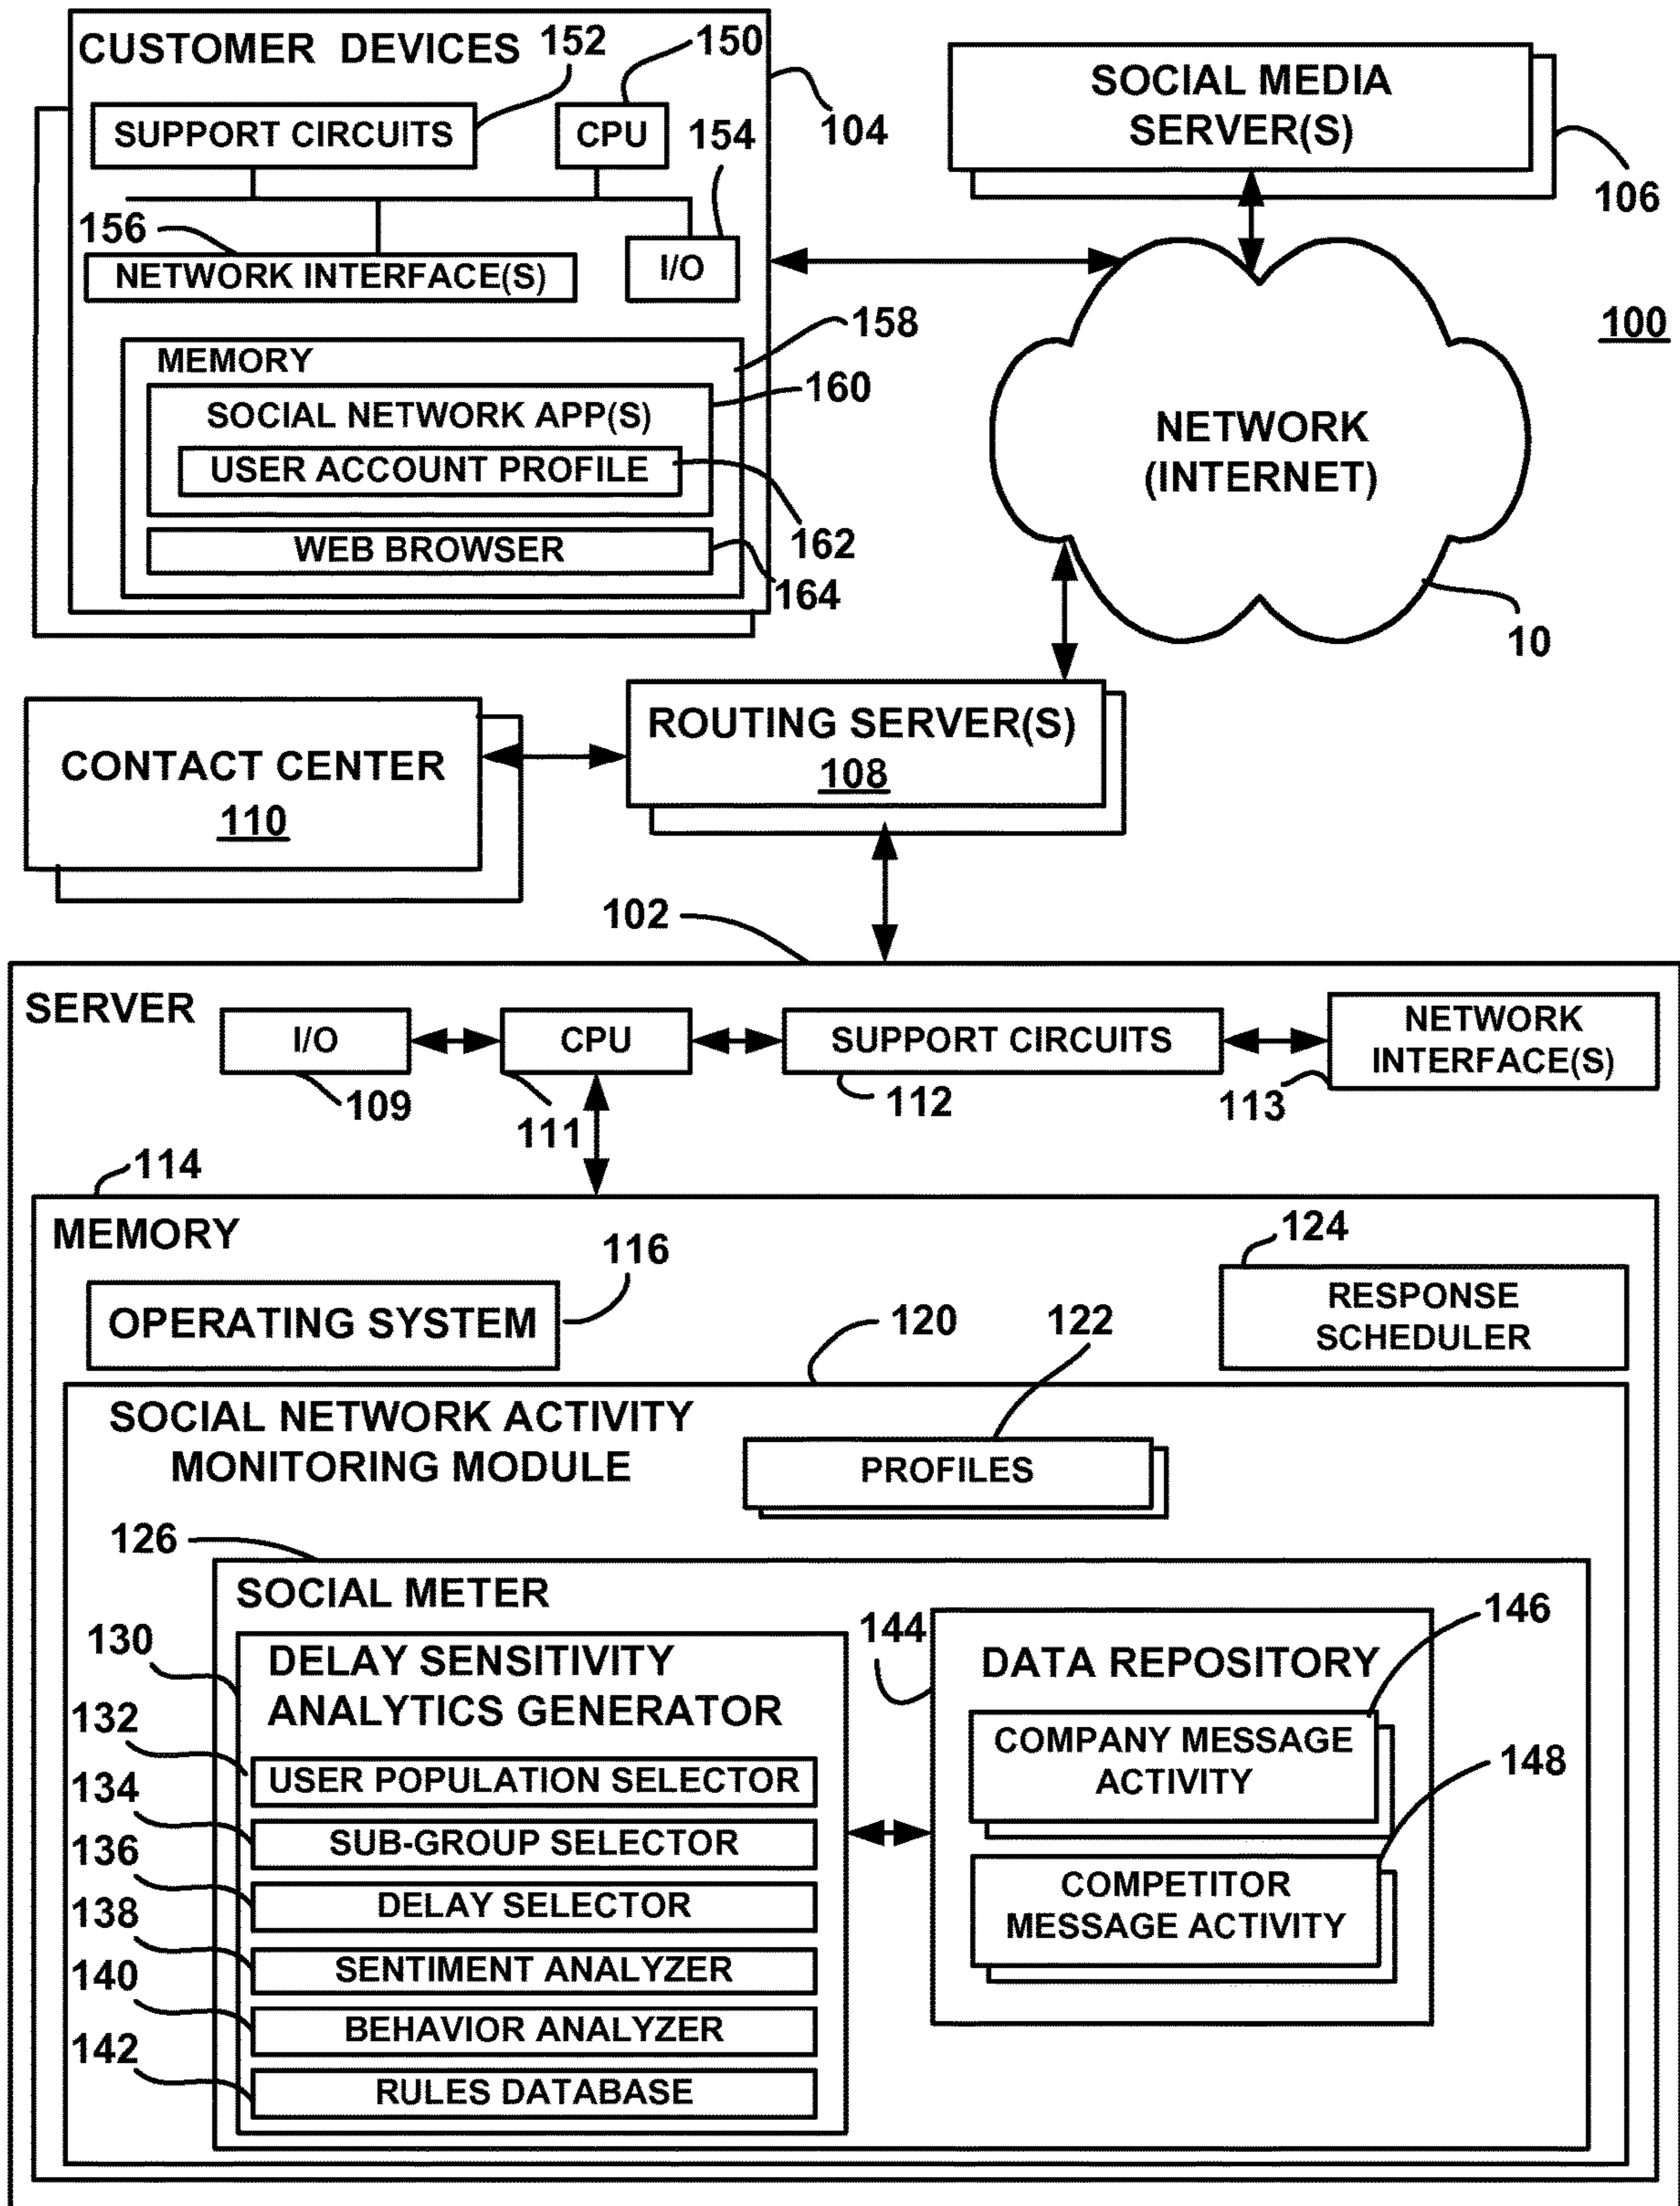 CUSTOMER DEVICES
152
150
SUPPORT CIRCUITS
CPU
104
154
156
NETWORK INTERFACE(S)
I/O
158
MEMORY
160
SOCIAL NETWORK APP(S)
USER ACCOUNT PROFILE
162
WEB BROWSER
164
SOCIAL MEDIA
SERVER(S)
106
100
NETWORK
(INTERNET)
10
ROUTING SERVER(S)
108
CONTACT CENTER
110
102
SERVER
I/O
CPU
SUPPORT CIRCUITS
NETWORK
INTERFACE(S)
109
111
112
113
114
MEMORY
116
124
OPERATING SYSTEM
RESPONSE
SCHEDULER
120
122
SOCIAL NETWORK ACTIVITY
MONITORING MODULE
PROFILES
126
SOCIAL METER
130
DELAY SENSITIVITY
ANALYTICS GENERATOR
132
USER POPULATION SELECTOR
134
SUB-GROUP SELECTOR
136
DELAY SELECTOR
138
SENTIMENT ANALYZER
140
BEHAVIOR ANALYZER
142
RULES DATABASE
144
146
DATA REPOSITORY
COMPANY MESSAGE
ACTIVITY
148
COMPETITOR
MESSAGE ACTIVITY